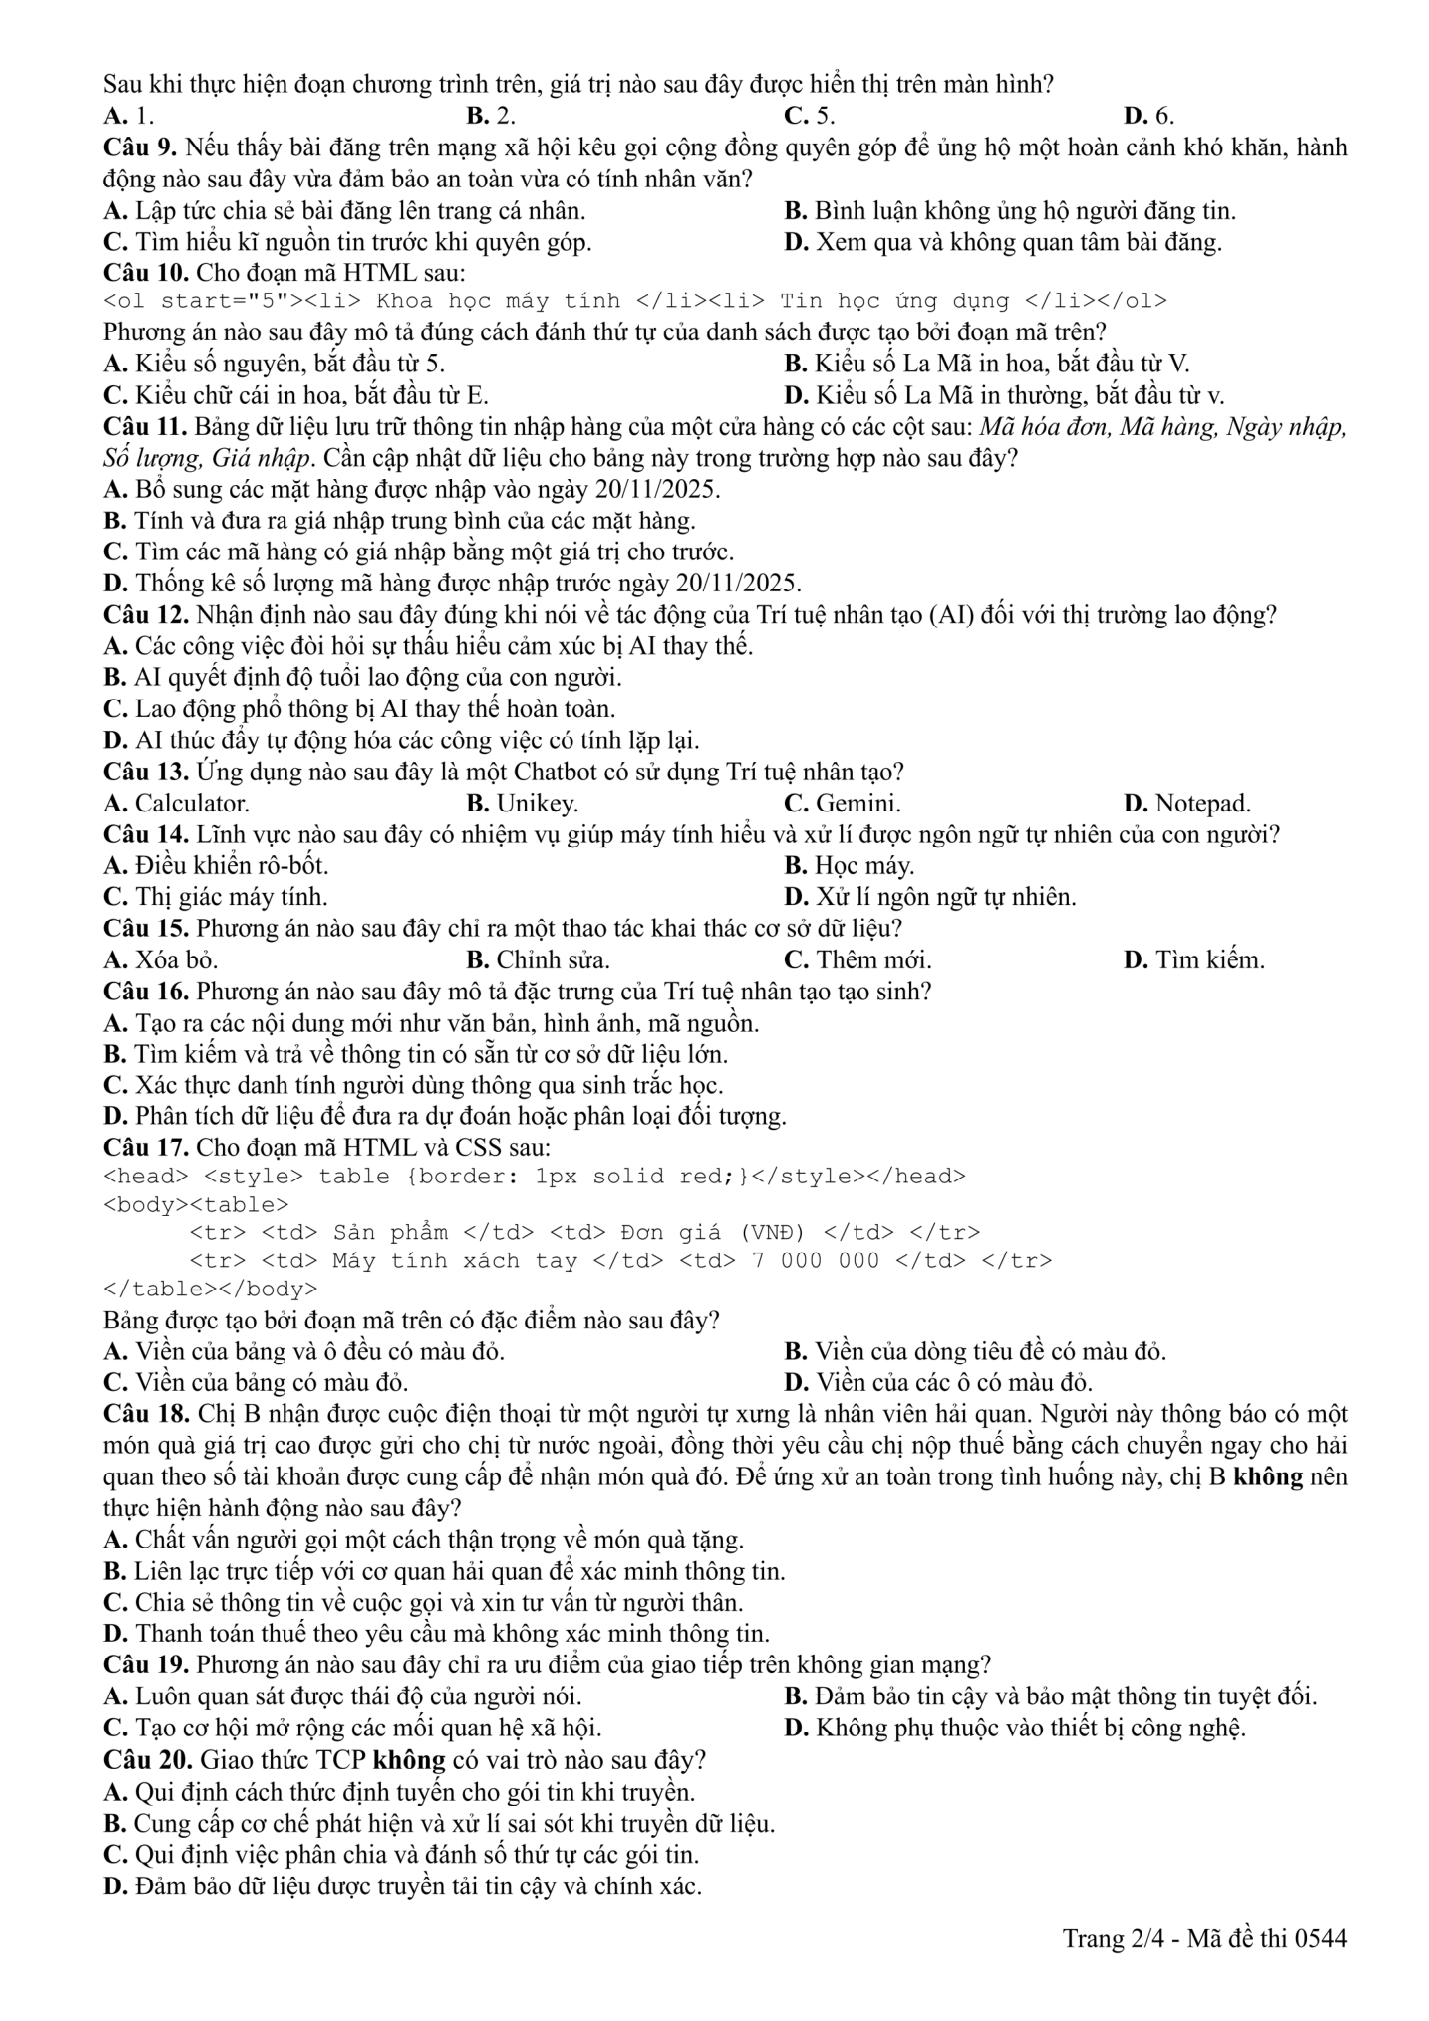 Sau khi thực hiện đoạn chương trình trên, giá trị nào sau đây được hiển thị trên màn hình?
A. 1. B. 2. C. 5. D. 6.
Câu 9. Nếu thấy bài đăng trên mạng xã hội kêu gọi cộng đồng quyên góp để ủng hộ một hoàn cảnh khó khăn, hành
động nào sau đây vừa đảm bảo an toàn vừa có tính nhân văn?
A. Lập tức chia sẻ bài đăng lên trang cá nhân. B. Bình luận không ủng hộ người đăng tin.
C. Tìm hiểu kĩ nguồn tin trước khi quyên góp. D. Xem qua và không quan tâm bài đăng.
Câu 10. Cho đoạn mã HTML sau:
<ol start="5"><li> Khoa học máy tính </li><li> Tin học ứng dụng </li></ol>
Phương án nào sau đây mô tả đúng cách đánh thứ tự của danh sách được tạo bởi đoạn mã trên?
A. Kiểu số nguyên, bắt đầu từ 5. B. Kiểu số La Mã in hoa, bắt đầu từ V.
C. Kiểu chữ cái in hoa, bắt đầu từ E. D. Kiểu số La Mã in thường, bắt đầu từ v.
Câu 11. Bảng dữ liệu lưu trữ thông tin nhập hàng của một cửa hàng có các cột sau: Mã hóa đơn, Mã hàng, Ngày nhập,
Số lượng, Giá nhập. Cần cập nhật dữ liệu cho bảng này trong trường hợp nào sau đây?
A. Bổ sung các mặt hàng được nhập vào ngày 20/11/2025.
B. Tính và đưa ra giá nhập trung bình của các mặt hàng.
C. Tìm các mã hàng có giá nhập bằng một giá trị cho trước.
D. Thống kê số lượng mã hàng được nhập trước ngày 20/11/2025.
Câu 12. Nhận định nào sau đây đúng khi nói về tác động của Trí tuệ nhân tạo (AI) đối với thị trường lao động?
A. Các công việc đòi hỏi sự thấu hiểu cảm xúc bị AI thay thế.
B. AI quyết định độ tuổi lao động của con người.
C. Lao động phổ thông bị AI thay thế hoàn toàn.
D. AI thúc đẩy tự động hóa các công việc có tính lặp lại.
Câu 13. Ứng dụng nào sau đây là một Chatbot có sử dụng Trí tuệ nhân tạo?
A. Calculator. B. Unikey. C. Gemini. D. Notepad.
Câu 14. Lĩnh vực nào sau đây có nhiệm vụ giúp máy tính hiểu và xử lí được ngôn ngữ tự nhiên của con người?
A. Điều khiển rô-bốt. B. Học máy.
C. Thị giác máy tính. D. Xử lí ngôn ngữ tự nhiên.
Câu 15. Phương án nào sau đây chỉ ra một thao tác khai thác cơ sở dữ liệu?
A. Xóa bỏ. B. Chỉnh sửa. C. Thêm mới. D. Tìm kiếm.
Câu 16. Phương án nào sau đây mô tả đặc trưng của Trí tuệ nhân tạo tạo sinh?
A. Tạo ra các nội dung mới như văn bản, hình ảnh, mã nguồn.
B. Tìm kiếm và trả về thông tin có sẵn từ cơ sở dữ liệu lớn.
C. Xác thực danh tính người dùng thông qua sinh trắc học.
D. Phân tích dữ liệu để đưa ra dự đoán hoặc phân loại đối tượng.
Câu 17. Cho đoạn mã HTML và CSS sau:
<head> <style> table {border: 1px solid red;}</style></head>
<body><table>
<tr> <td> Sản phẩm </td> <td> Đơn giá (VNĐ) </td> </tr>
<tr> <td> Máy tính xách tay </td> <td> 7 000 000 </td> </tr>
</table></body>
Bảng được tạo bởi đoạn mã trên có đặc điểm nào sau đây?
A. Viền của bảng và ô đều có màu đỏ. B. Viền của dòng tiêu đề có màu đỏ.
C. Viền của bảng có màu đỏ. D. Viền của các ô có màu đỏ.
Câu 18. Chị B nhận được cuộc điện thoại từ một người tự xưng là nhân viên hải quan. Người này thông báo có một
món quà giá trị cao được gửi cho chị từ nước ngoài, đồng thời yêu cầu chị nộp thuế bằng cách chuyển ngay cho hải
quan theo số tài khoản được cung cấp để nhận món quà đó. Để ứng xử an toàn trong tình huống này, chị B không nên
thực hiện hành động nào sau đây?
A. Chất vấn người gọi một cách thận trọng về món quà tặng.
B. Liên lạc trực tiếp với cơ quan hải quan để xác minh thông tin.
C. Chia sẻ thông tin về cuộc gọi và xin tư vấn từ người thân.
D. Thanh toán thuế theo yêu cầu mà không xác minh thông tin.
Câu 19. Phương án nào sau đây chỉ ra ưu điểm của giao tiếp trên không gian mạng?
A. Luôn quan sát được thái độ của người nói. B. Đảm bảo tin cậy và bảo mật thông tin tuyệt đối.
C. Tạo cơ hội mở rộng các mối quan hệ xã hội. D. Không phụ thuộc vào thiết bị công nghệ.
Câu 20. Giao thức TCP không có vai trò nào sau đây?
A. Qui định cách thức định tuyến cho gói tin khi truyền.
B. Cung cấp cơ chế phát hiện và xử lí sai sót khi truyền dữ liệu.
C. Qui định việc phân chia và đánh số thứ tự các gói tin.
D. Đảm bảo dữ liệu được truyền tải tin cậy và chính xác.
Trang 2/4 - Mã đề thi 0544